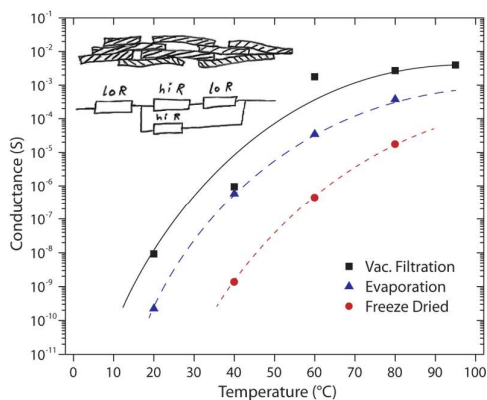 10⁻¹
10⁻²
10⁻³
10⁻⁴
10⁻⁵
10⁻⁶
10⁻⁷
10⁻⁸
10⁻⁹
10⁻¹⁰
10⁻¹¹
Conductance (S)
loR
hiR
loR
hiR
Vac. Filtration
Evaporation
Freeze Dried
0 10 20 30 40 50 60 70 80 90 100
Temperature (°C)